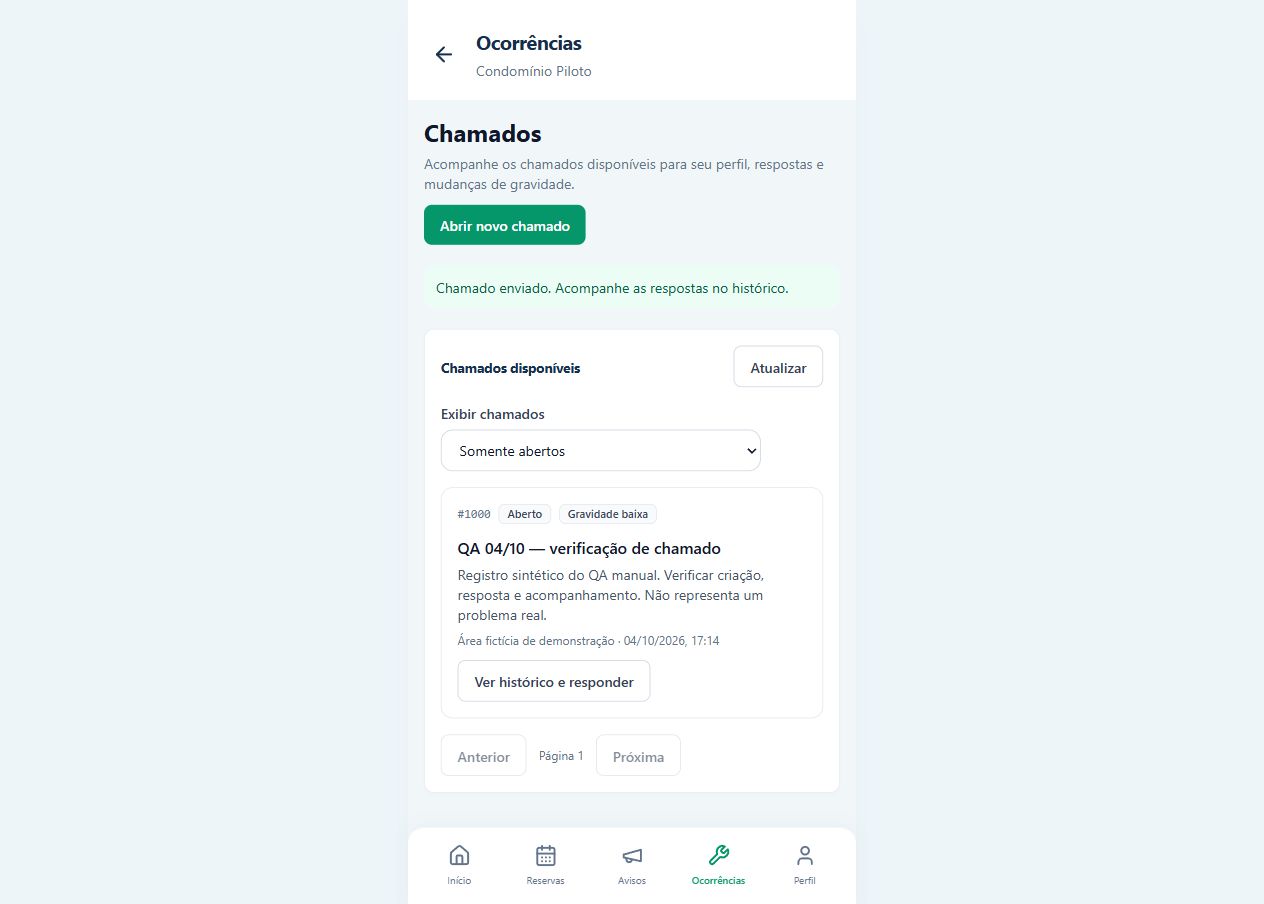 Ocorrências
Condomínio Piloto
Chamados
Acompanhe os chamados disponíveis para seu perfil, respostas e
mudanças de gravidade.
Abrir novo chamado
Chamado enviado. Acompanhe as respostas no histórico.
Chamados disponíveis
Atualizar
Exibir chamados
Somente abertos
#1000 Aberto Gravidade baixa
QA 04/10 — verificação de chamado
Registro sintético do QA manual. Verificar criação,
resposta e acompanhamento. Não representa um
problema real.
Área fictícia de demonstração · 04/10/2026, 17:14
Ver histórico e responder
Anterior Página 1 Próxima
Início Reservas Avisos Ocorrências Perfil